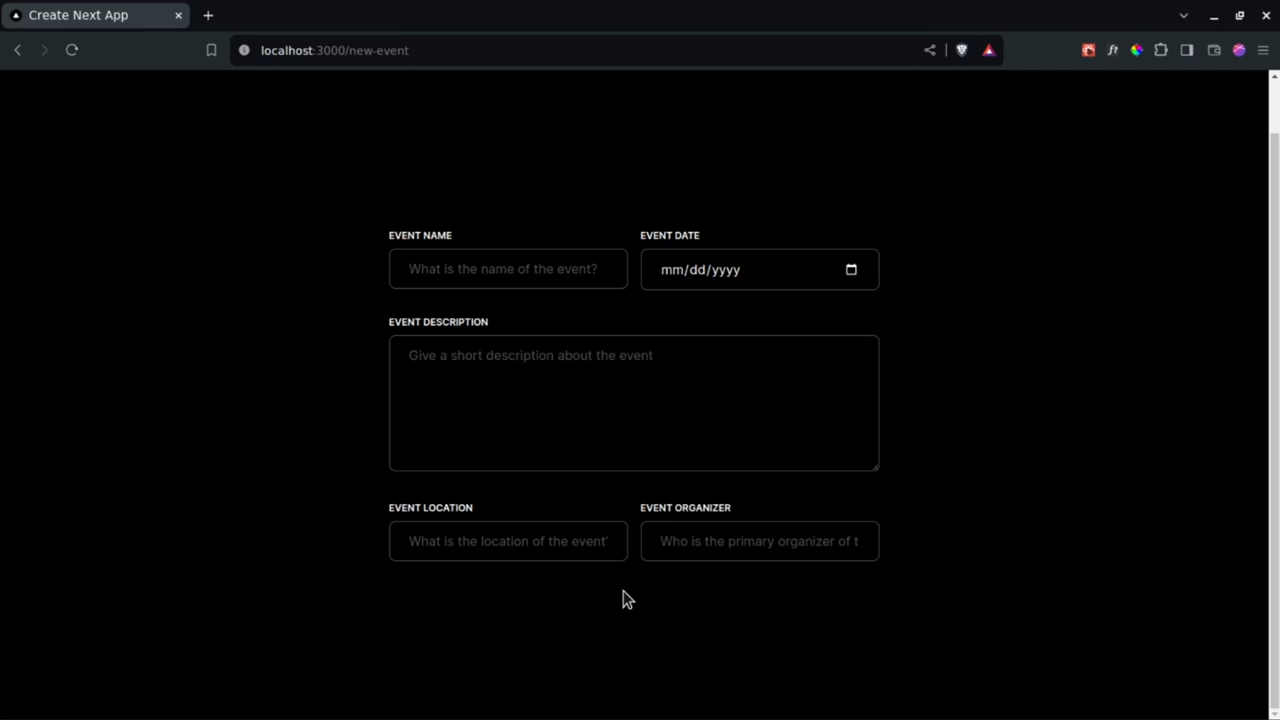 Create Next App
localhost:3000/new-event
f?
EVENT NAME
EVENT DATE
What is the name of the event?
mm/dd/yyyy
EVENT DESCRIPTION
Give a short description about the event
EVENT LOCATION
EVENT ORGANIZER
What is the location of the event'
Who is the primary organizer of t